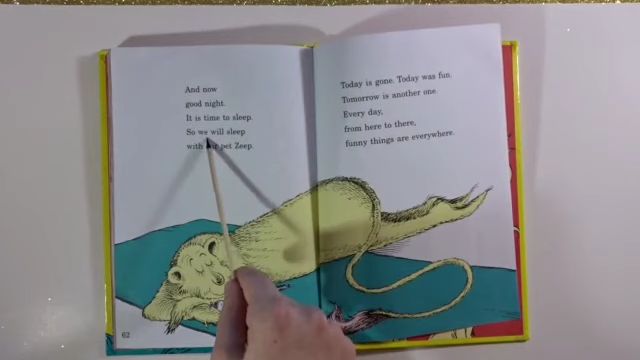 And now
good night.
It is time to sleep.
So we will sleep
with pet Zeep.
62
Today is gone. Today was fun.
Tomorrow is another one.
Every day,
from here to there,
funny things are everywhere.